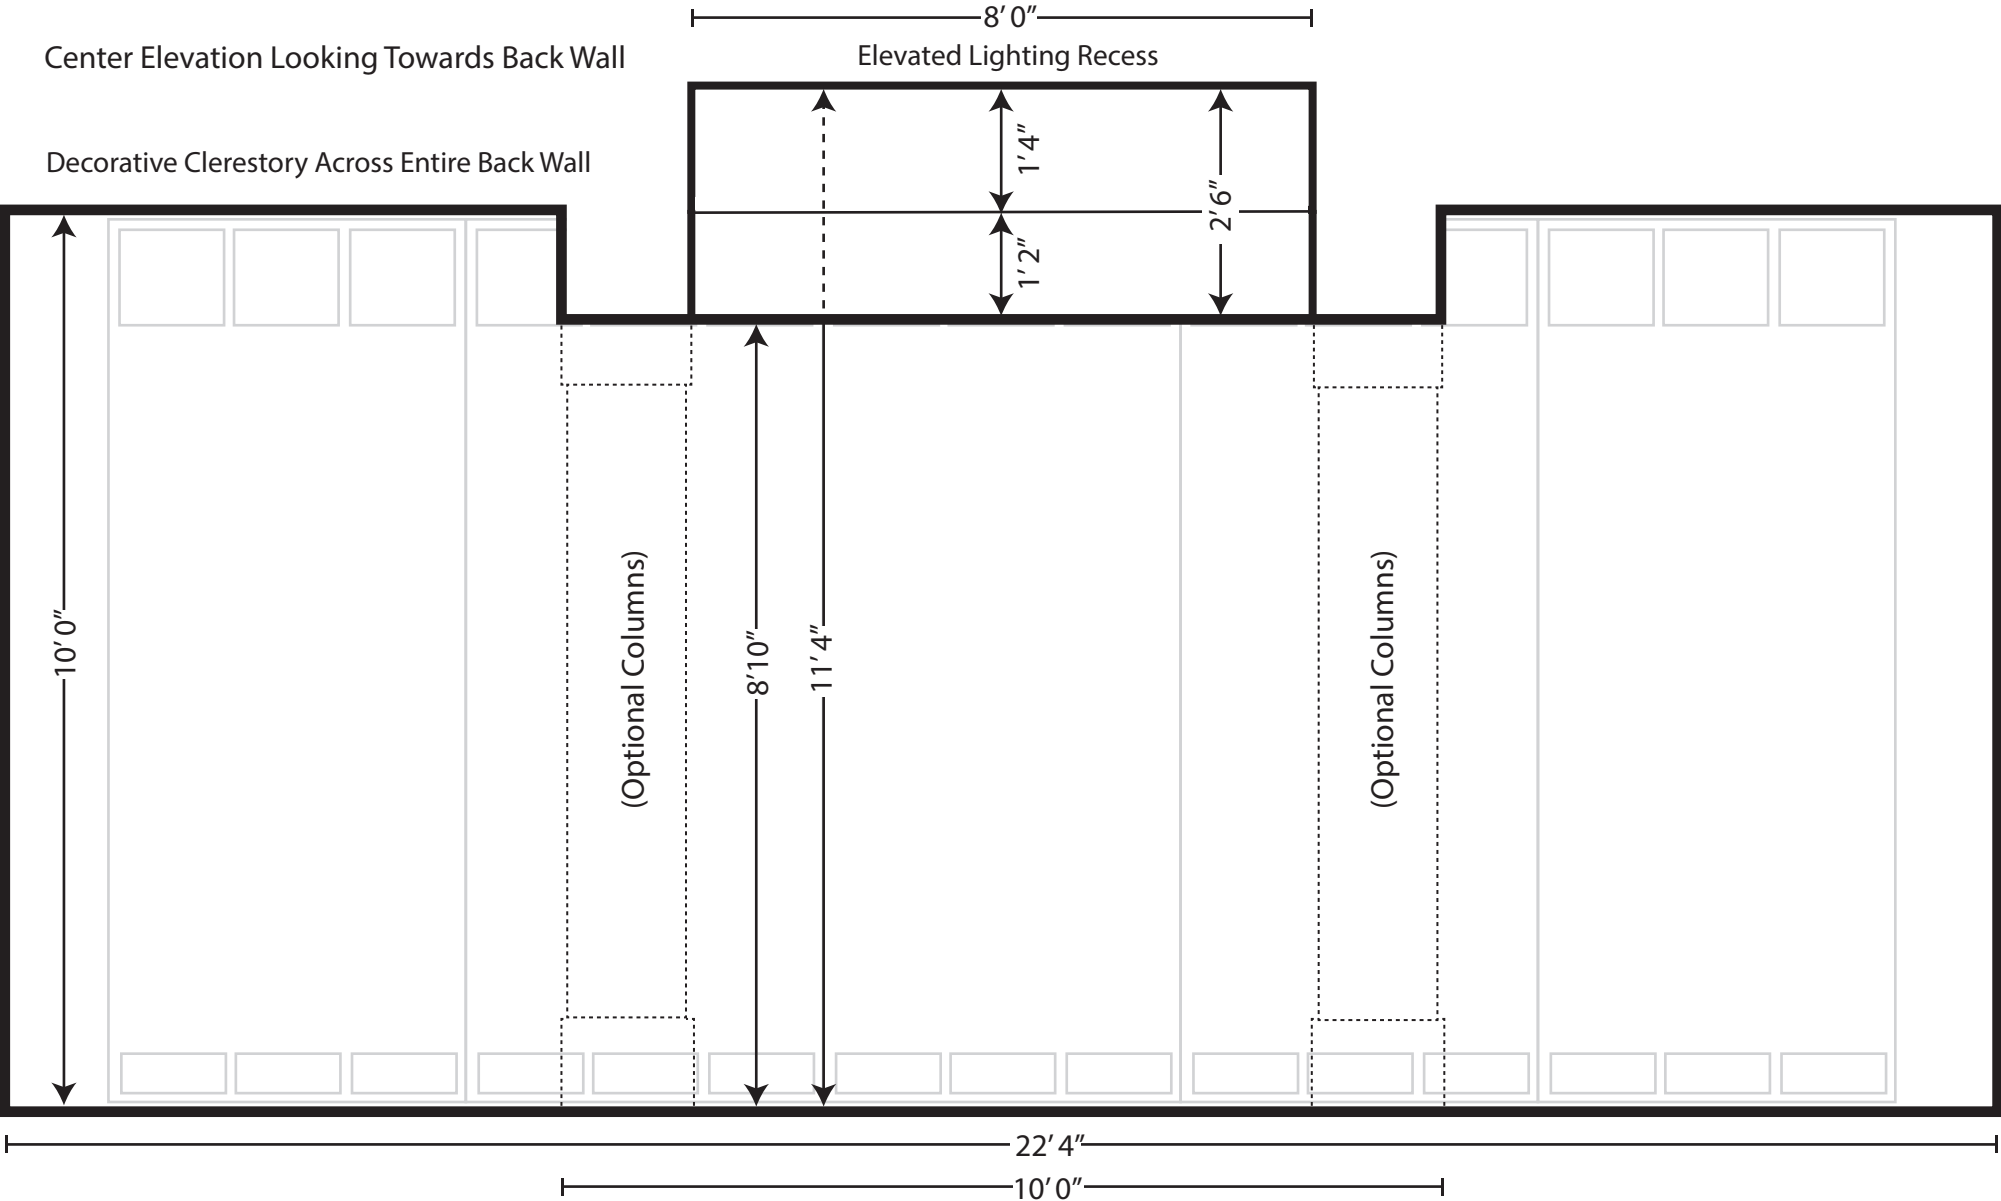 8’ 0”
Center Elevation Looking Towards Back Wall
Elevated Lighting Recess
Decorative Clerestory Across Entire Back Wall
1’ 4”
2’ 6”
1’ 2”
10’ 0”
(Optional Columns)
8’10”
11’ 4”
(Optional Columns)
22’ 4”
10’ 0”